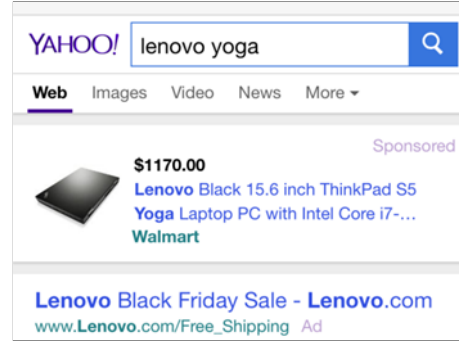 YAHOO! lenovo yoga
Web Images Video News More
Sponsored
$1170.00
Lenovo Black 15.6 inch ThinkPad S5
Yoga Laptop PC with Intel Core i7-...
Walmart
Lenovo Black Friday Sale - Lenovo.com
www.Lenovo.com/Free_Shipping Ad